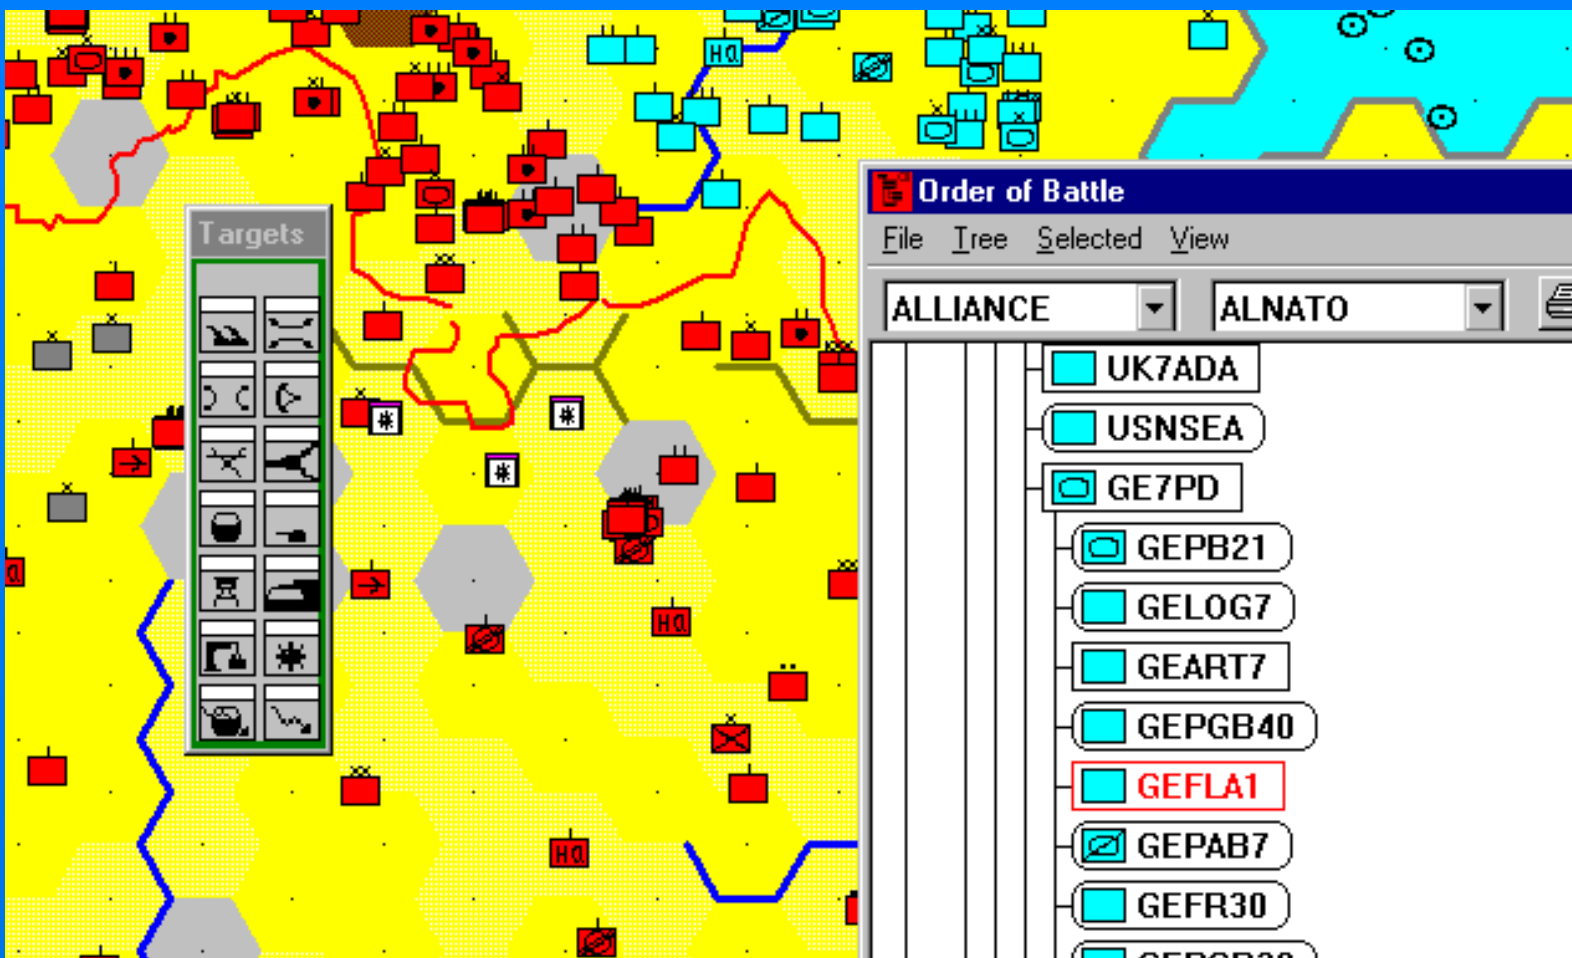 HQ
Order of Battle
File Tree Selected View
Targets
ALLIANCE ALNATO
UK7ADA
USNSEA
GE7PD
GEPB21
GELOG7
HQ
GEART7
GEPGB40
GEFLA1
HQ
GEPAB7
GEFR30